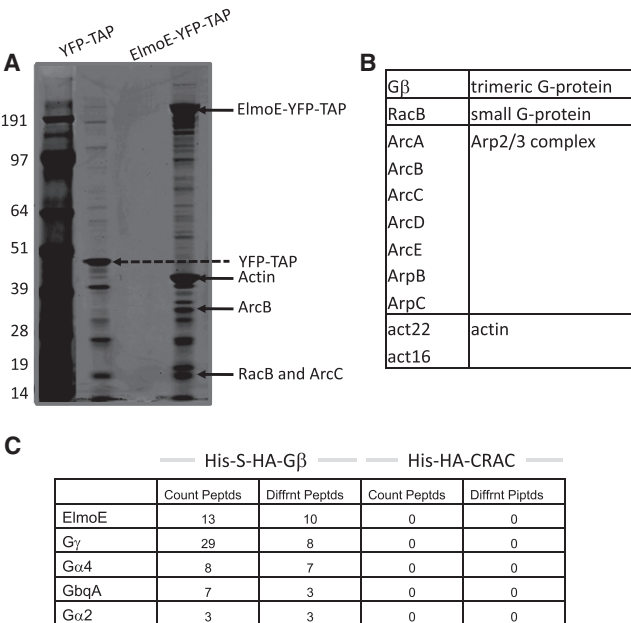 YFP-TAP
ElmoE-YFP-TAP
A
191
97
64
51
39
28
19
14
ElmoE-YFP-TAP
YFP-TAP
Actin
ArcB
RacB and ArcC
B
Gβ trimeric G-protein
RacB small G-protein
ArcA Arp2/3 complex
ArcB
ArcC
ArcD
ArcE
ArpB
ArpC
act22 actin
act16
C
His-S-HA-Gβ His-HA-CRAC
Count Peptds Diffrnt Peptds Count Peptds Diffrnt Piptds
ElmoE 13 10 0 0
Gγ 29 8 0 0
Gα4 8 7 0 0
GbqA 7 3 0 0
Gα2 3 3 0 0